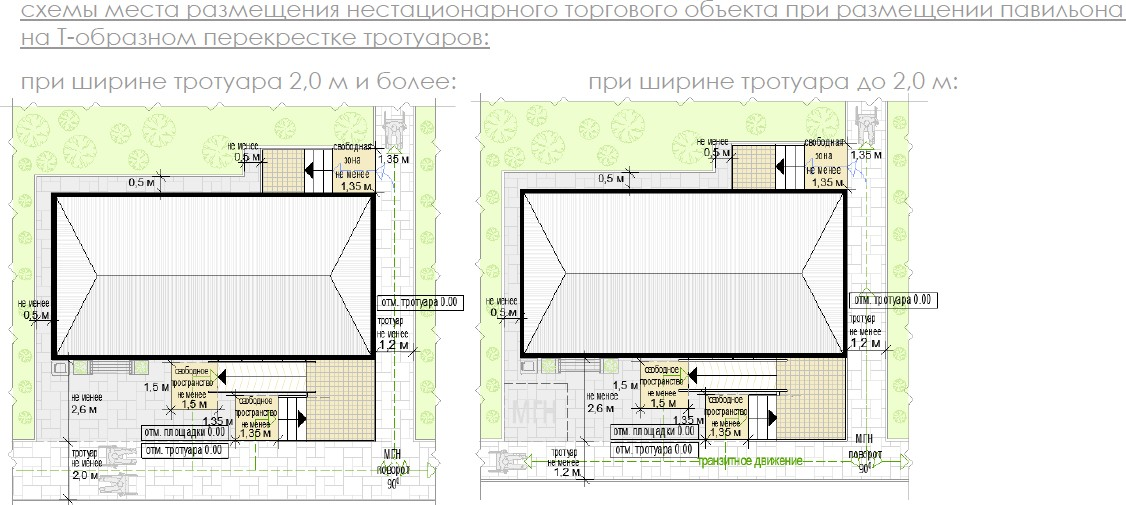 схемы места размещения нестационарного торгового объекта при размещении павильона
на Т-образном перекрестке тротуаров:
при ширине тротуара 2,0 м и более:
при ширине тротуара до 2,0 м:
не менее
0,5 м
свободная
зона
не менее
1,35 м
1,35 м
0,5 м
не менее
0,5 м
отм. тротуара 0.00
тротуар
не менее
1,2 м
свободное
пространство
не менее
1,5 м
1,5 м
не менее
2,6 м
1,35 м
свободное
пространство
не менее
1,35 м
отм. площадки 0.00
отм. тротуара 0.00
тротуар
не менее
2,0 м
МГН
поворот
90⁰
не менее
0,5 м
свободная
зона
не менее
1,35 м
1,35 м
0,5 м
не менее
0,5 м
отм. тротуара 0.00
тротуар
не менее
1,2 м
свободное
пространство
не менее
1,5 м
1,5 м
МГН
не менее
2,6 м
1,35 м
свободное
пространство
не менее
1,35 м
отм. площадки 0.00
отм. тротуара 0.00
тротуар
не менее
1,2 м
транзитное движение
МГН
поворот
90⁰